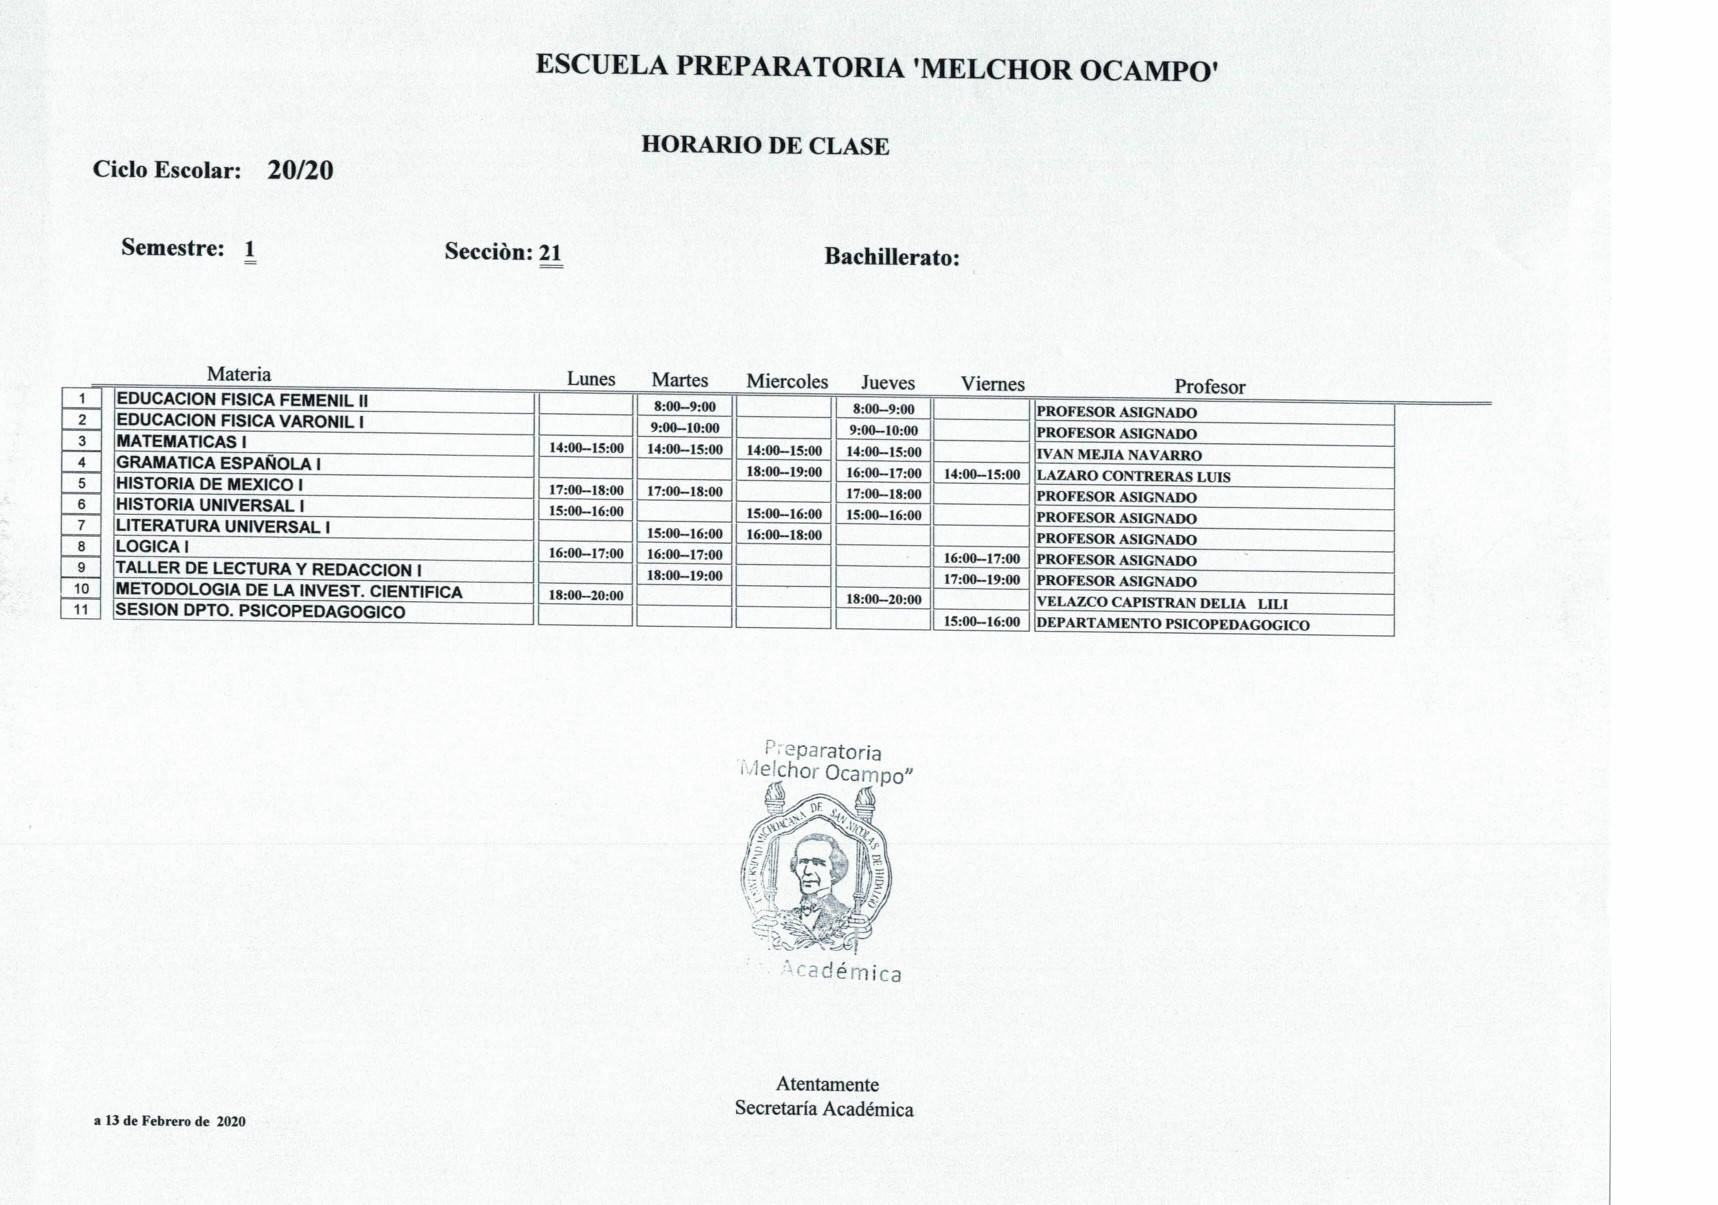 ESCUELA PREPARATORIA 'MELCHOR OCAMPO'
HORARIO DE CLASE
Ciclo Escolar: 20/20
Semestre: 1 Secciòn: 21 Bachillerato:
Materia Lunes Martes Miercoles Jueves Viernes Profesor
1 EDUCACION FISICA FEMENIL II 8:00--9:00 8:00--9:00 PROFESOR ASIGNADO
2 EDUCACION FISICA VARONIL I 9:00--10:00 9:00--10:00 PROFESOR ASIGNADO
3 MATEMATICAS I 14:00--15:00 14:00--15:00 14:00--15:00 14:00--15:00 IVAN MEJIA NAVARRO
4 GRAMATICA ESPAÑOLA I 18:00--19:00 16:00--17:00 14:00--15:00 LAZARO CONTRERAS LUIS
5 HISTORIA DE MEXICO I 17:00--18:00 17:00--18:00 17:00--18:00 PROFESOR ASIGNADO
6 HISTORIA UNIVERSAL I 15:00--16:00 15:00--16:00 15:00--16:00 PROFESOR ASIGNADO
7 LITERATURA UNIVERSAL I 15:00--16:00 16:00--18:00 PROFESOR ASIGNADO
8 LOGICA I 16:00--17:00 16:00--17:00 16:00--17:00 PROFESOR ASIGNADO
9 TALLER DE LECTURA Y REDACCION I 18:00--19:00 17:00--19:00 PROFESOR ASIGNADO
10 METODOLOGIA DE LA INVEST. CIENTIFICA 18:00--20:00 18:00--20:00 VELAZCO CAPISTRAN DELIA LILI
11 SESION DPTO. PSICOPEDAGOGICO 15:00--16:00 DEPARTAMENTO PSICOPEDAGOGICO
Preparatoria
"Melchor Ocampo"
UNIVERSIDAD MICHOACANA DE SAN NICOLAS DE HIDALGO
Académica
Atentamente
Secretaría Académica
a 13 de Febrero de 2020